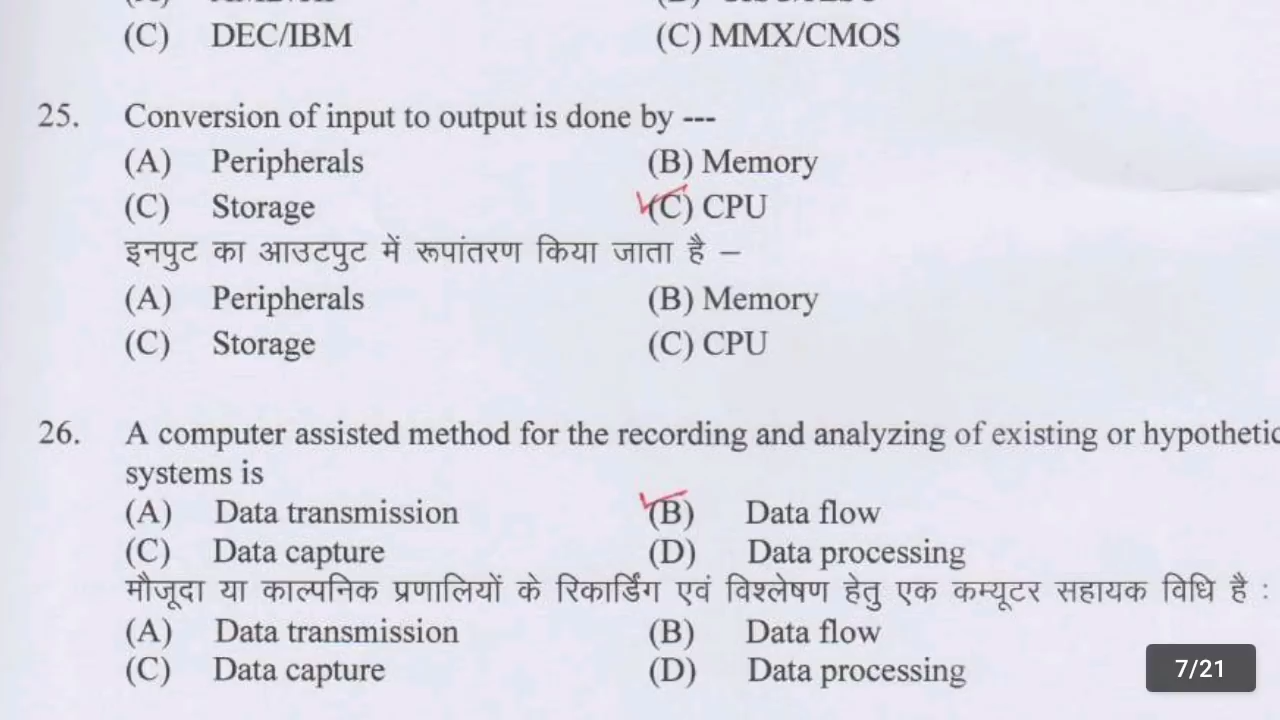 (C) DEC/IBM (C) MMX/CMOS
25. Conversion of input to output is done by ---
(A) Peripherals (B) Memory
(C) Storage (C) CPU
इनपुट का आउटपुट में रूपांतरण किया जाता है –
(A) Peripherals (B) Memory
(C) Storage (C) CPU
26. A computer assisted method for the recording and analyzing of existing or hypothetic
systems is
(A) Data transmission (B) Data flow
(C) Data capture (D) Data processing
मौजूदा या काल्पनिक प्रणालियों के रिकार्डिंग एवं विश्लेषण हेतु एक कम्यूटर सहायक विधि है :
(A) Data transmission (B) Data flow
(C) Data capture (D) Data processing
7/21